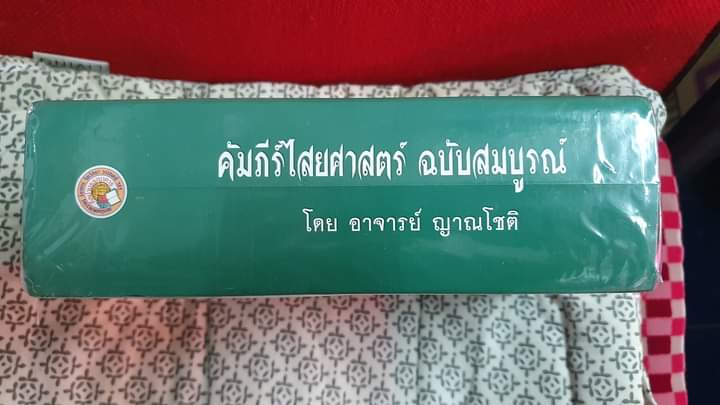 คัมภีร์ไสยศาสตร์ ฉบับสมบูรณ์
โดย อาจารย์ ญาณโชติ